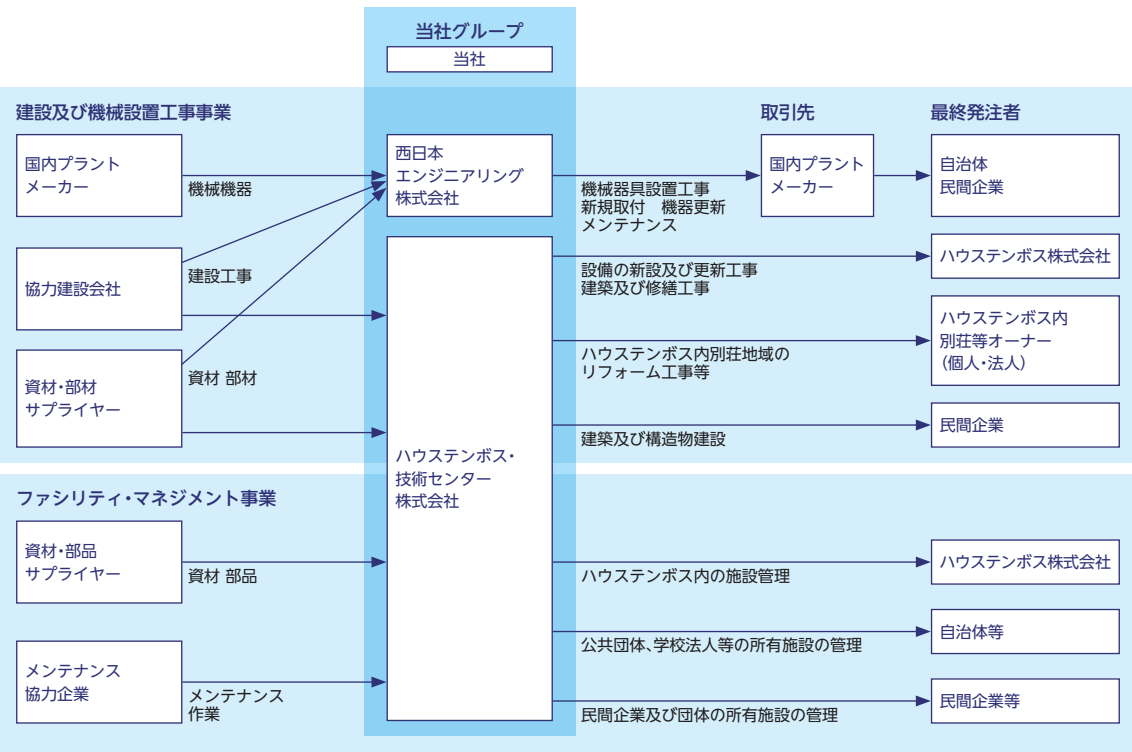 当社グループ
当社
建設及び機械設置工事事業
取引先
最終発注者
国内プラント
メーカー
機械機器
西日本
エンジニアリング
株式会社
機械器具設置工事
新規取付　機器更新
メンテナンス
国内プラント
メーカー
自治体
民間企業
協力建設会社
建設工事
設備の新設及び更新工事
建築及び修繕工事
ハウステンボス株式会社
資材・部材
サプライヤー
資材 部材
ハウステンボス内別荘地域の
リフォーム工事等
ハウステンボス内
別荘等オーナー
（個人・法人）
建築及び構造物建設
民間企業
ハウステンボス・
技術センター
株式会社
ファシリティ・マネジメント事業
資材・部品
サプライヤー
資材 部品
ハウステンボス内の施設管理
ハウステンボス株式会社
公共団体、学校法人等の所有施設の管理
自治体等
メンテナンス
協力企業
メンテナンス
作業
民間企業及び団体の所有施設の管理
民間企業等